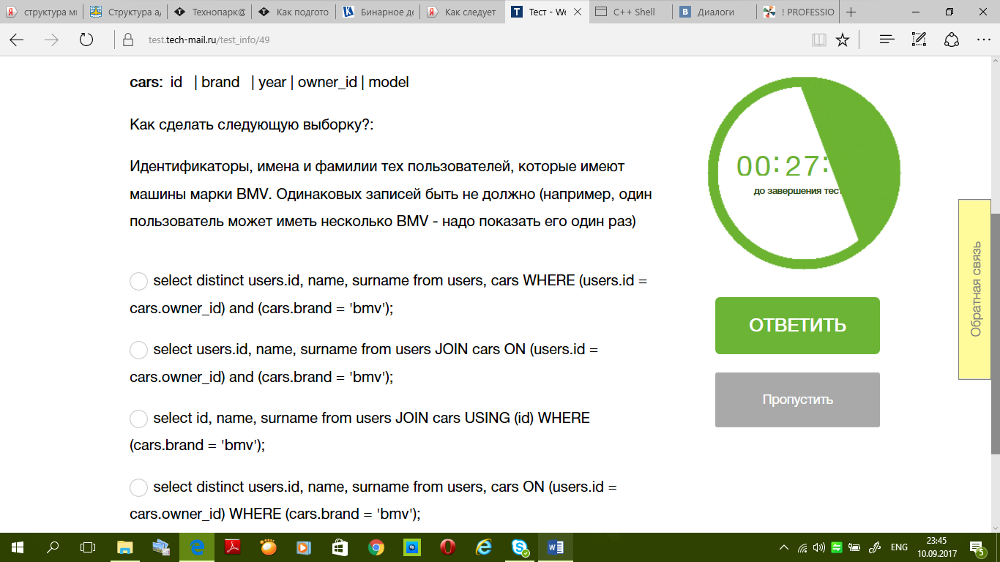 структура м
Структура а
Технопарк@
Как подгото
Бинарное де
Как следует
Тест - We
C++ Shell
Диалоги
! PROFESSIO
test.tech-mail.ru/test_info/49
cars: id | brand | year | owner_id | model
Как сделать следующую выборку?:
Идентификаторы, имена и фамилии тех пользователей, которые имеют
машины марки BMV. Одинаковых записей быть не должно (например, один
пользователь может иметь несколько BMV - надо показать его один раз)
00:27:
до завершения тест
select distinct users.id, name, surname from users, cars WHERE (users.id =
cars.owner_id) and (cars.brand = 'bmv');
select users.id, name, surname from users JOIN cars ON (users.id =
cars.owner_id) and (cars.brand = 'bmv');
select id, name, surname from users JOIN cars USING (id) WHERE
(cars.brand = 'bmv');
select distinct users.id, name, surname from users, cars ON (users.id =
cars.owner_id) WHERE (cars.brand = 'bmv');
ОТВЕТИТЬ
Пропустить
Обратная связь
ENG
23:45
10.09.2017
5